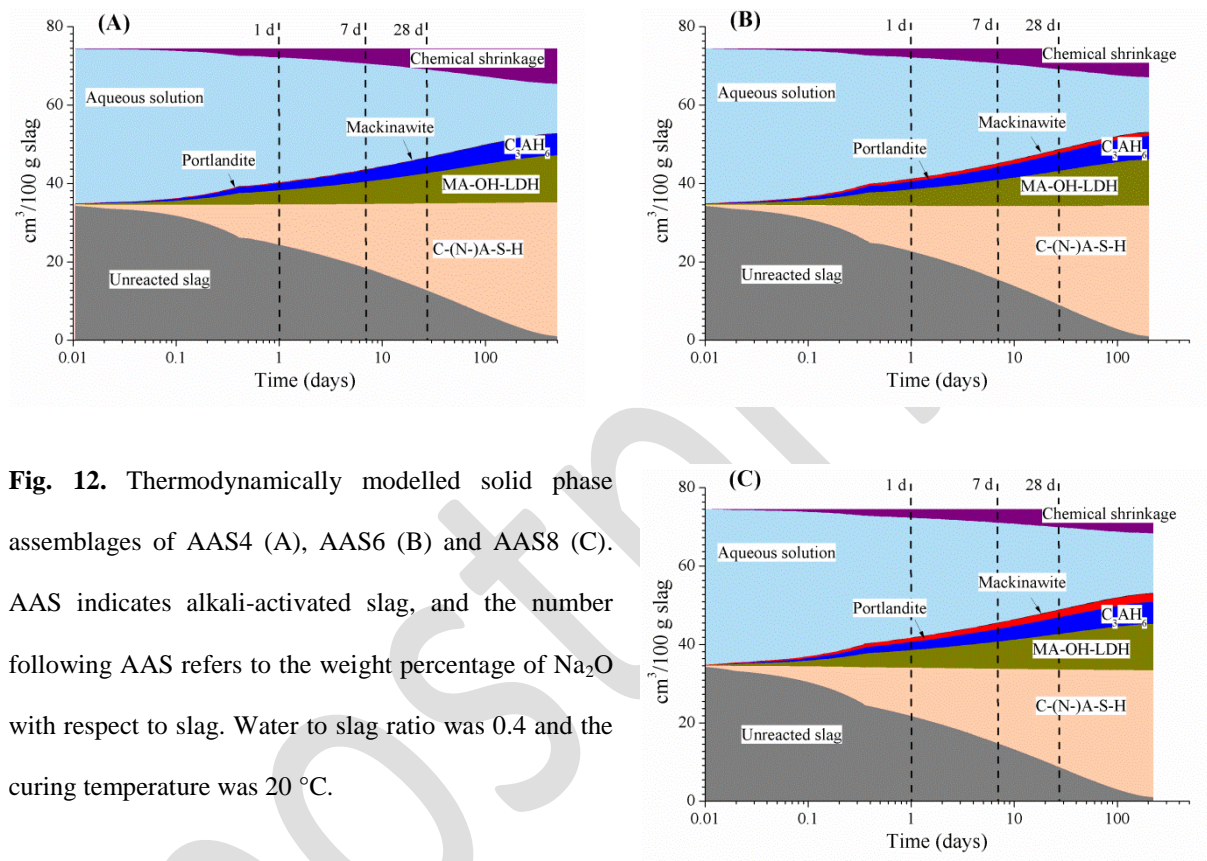 (A)
1 d
7 d
28 d
80
60
40
20
0
cm³/100 g slag
Chemical shrinkage
Aqueous solution
Mackinawite
Portlandite
C₃AH₆
MA-OH-LDH
C-(N-)A-S-H
Unreacted slag
0.01
0.1
1
10
100
Time (days)
(B)
1 d
7 d
28 d
80
60
40
20
0
cm³/100 g slag
Chemical shrinkage
Aqueous solution
Mackinawite
Portlandite
C₃AH₆
MA-OH-LDH
C-(N-)A-S-H
Unreacted slag
0.01
0.1
1
10
100
Time (days)
Fig. 12. Thermodynamically modelled solid phase
assemblages of AAS4 (A), AAS6 (B) and AAS8 (C).
AAS indicates alkali-activated slag, and the number
following AAS refers to the weight percentage of Na₂O
with respect to slag. Water to slag ratio was 0.4 and the
curing temperature was 20 °C.
(C)
1 d
7 d
28 d
80
60
40
20
0
cm³/100 g slag
Chemical shrinkage
Aqueous solution
Mackinawite
Portlandite
C₃AH₆
MA-OH-LDH
C-(N-)A-S-H
Unreacted slag
0.01
0.1
1
10
100
Time (days)